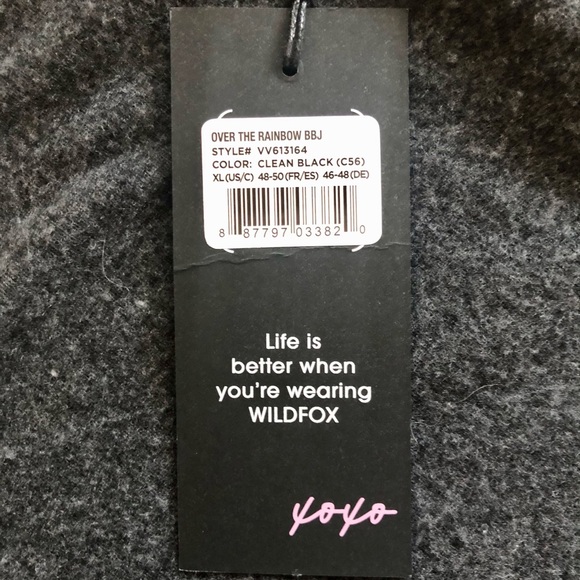 OVER THE RAINBOW BBJ
STYLE# VV613164
COLOR: CLEAN BLACK (C56)
XL(US/C) 48-50(FR/ES) 46-48(DE)
8 87797 03382 0
Life is
better when
you're wearing
WILDFOX
xoxo